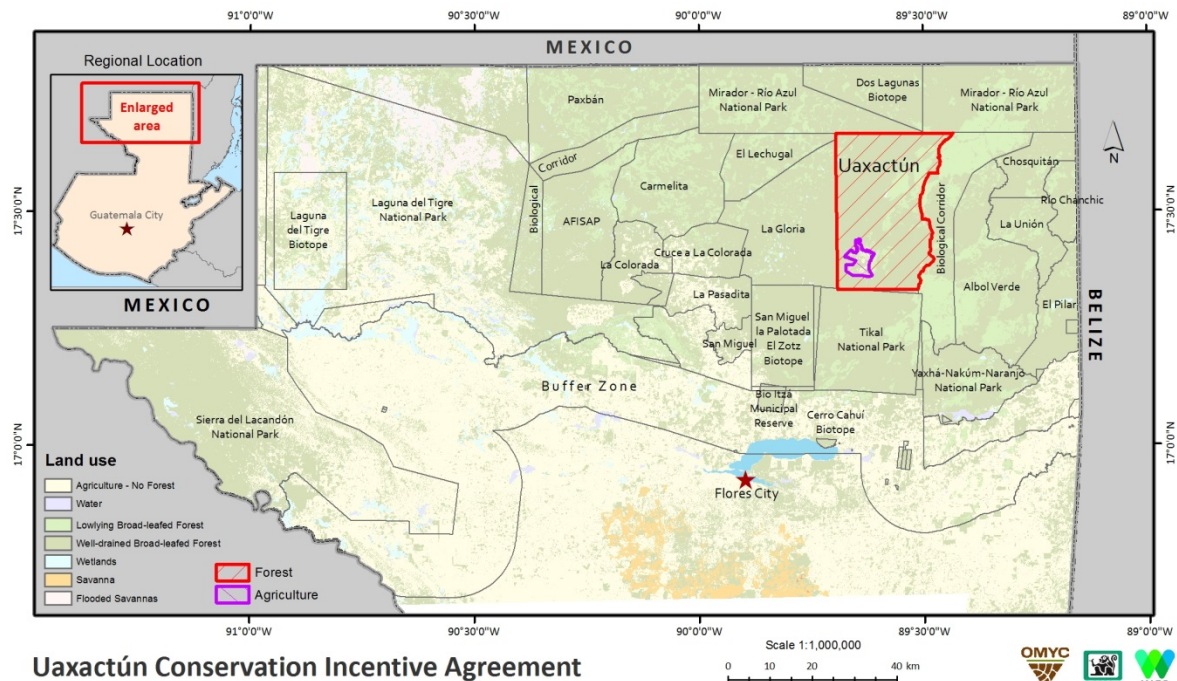 91°0'0"W
90°30'0"W
90°0'0"W
89°30'0"W
89°0'0"W
MEXICO
Regional Location
Enlarged
area
Guatemala City
MEXICO
17°30'0"N
17°0'0"N
Paxbán
Mirador - Río Azul
National Park
Dos Lagunas
Biotope
Mirador - Río Azul
National Park
Corridor
Biological
El Lechugal
Uaxactún
Chosquitán
Río Chanchic
Laguna
del Tigre
Biotope
Laguna del Tigre
National Park
Carmelita
AFISAP
La Gloria
Biological Corridor
La Unión
Cruce a La Colorada
La Colorada
La Pasadita
Albol Verde
El Pilar
BELIZE
San Miguel
San Miguel
la Palotada
El Zotz
Biotope
Tikal
National Park
Yaxhá-Nakúm-Naranjo
National Park
Buffer Zone
Bio Itzá
Municipal
Reserve
Cerro Cahuí
Biotope
Sierra del Lacandón
National Park
Flores City
17°30'0"N
17°0'0"N
Land use
Agriculture - No Forest
Water
Lowlying Broad-leafed Forest
Well-drained Broad-leafed Forest
Wetlands
Savanna
Flooded Savannas
Forest
Agriculture
91°0'0"W
90°30'0"W
90°0'0"W
89°30'0"W
89°0'0"W
N
Uaxactún Conservation Incentive Agreement
Scale 1:1,000,000
0 10 20 40 km
OMYC